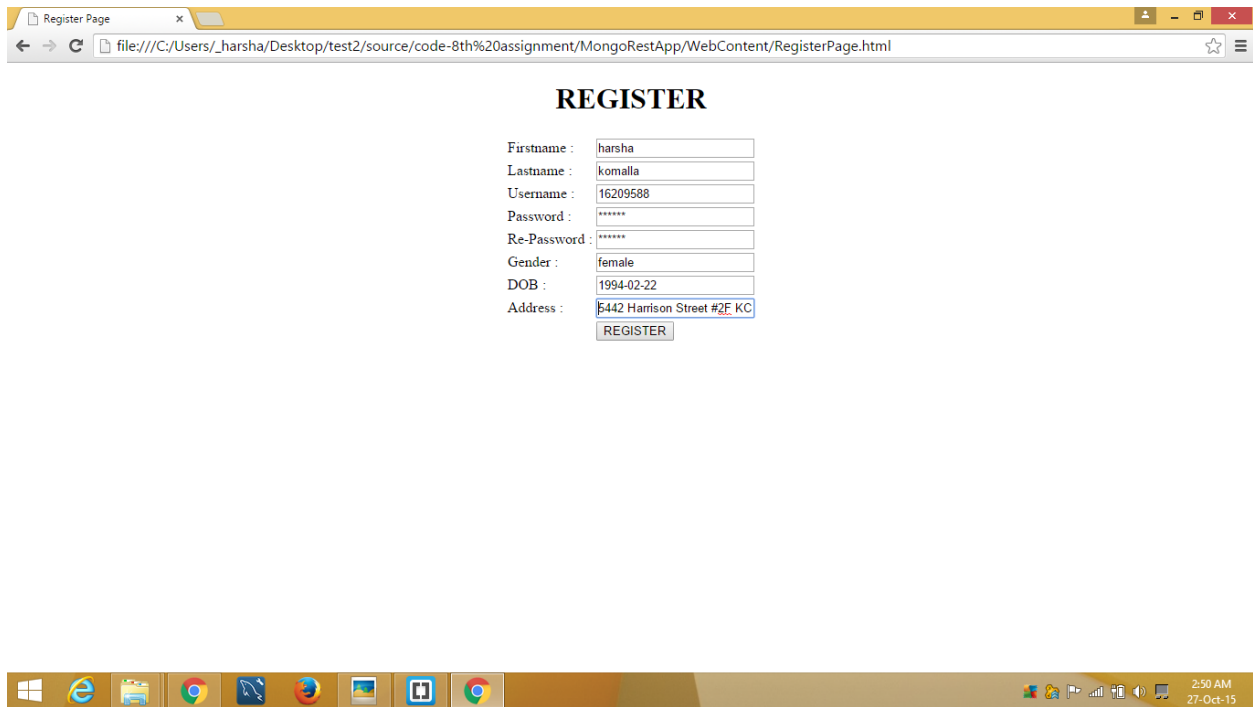 Register Page
file:///C:/Users/_harsha/Desktop/test2/source/code-8th%20assignment/MongoRestApp/WebContent/RegisterPage.html
REGISTER
Firstname : harsha
Lastname : komalla
Username : 16209588
Password : ******
Re-Password : ******
Gender : female
DOB : 1994-02-22
Address : 5442 Harrison Street #2F KC
REGISTER
2:50 AM
27-Oct-15